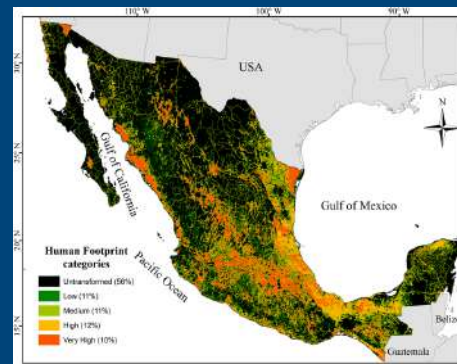 110°W 100°W 90°W
30°N
USA
N
Gulf of California
25°N
Gulf of Mexico
20°N
Human Footprint
categories
Pacific Ocean
Untransformed (56%)
Low (11%)
Medium (11%)
High (12%)
Very High (10%)
15°N
Belize
Guatemala